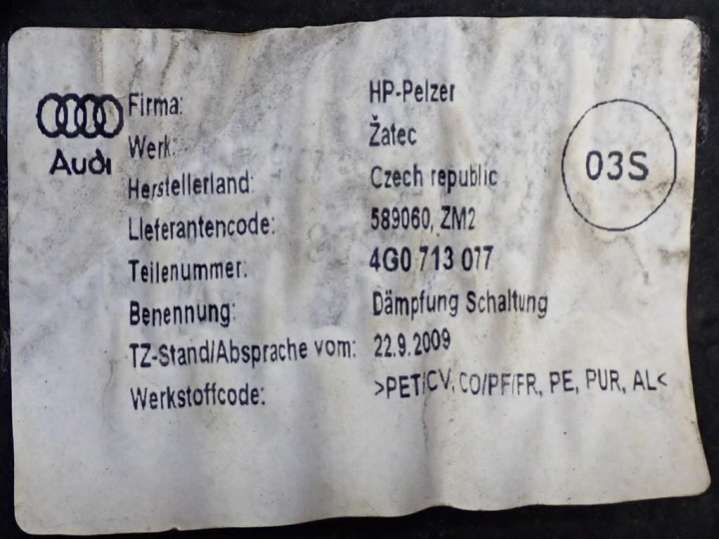 Audi
Firma: HP-Pelzer
Werk: Žatec
Herstellerland: Czech republic
Lieferantencode: 589060, ZM2
Teilenummer: 4G0 713 077
Benennung: Dämpfung Schaltung
TZ-Stand/Absprache vom: 22.9.2009
Werkstoffcode: >PET/CV, CO/PF/FR, PE, PUR, AL<
03S